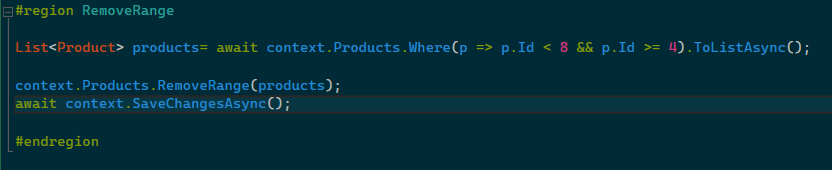 #region RemoveRange
List<Product> products= await context.Products.Where(p => p.Id < 8 && p.Id >= 4).ToListAsync();
context.Products.RemoveRange(products);
await context.SaveChangesAsync();
#endregion